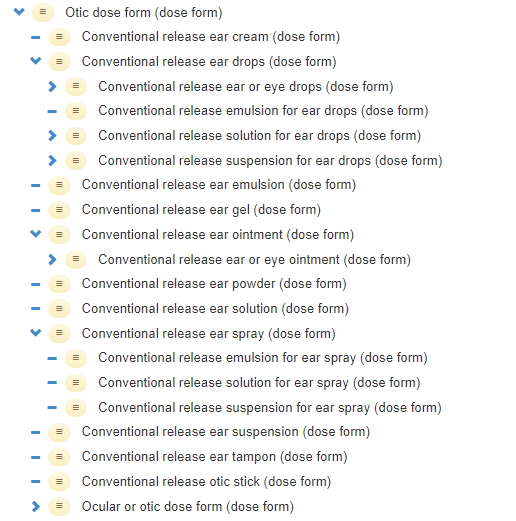 Otic dose form (dose form)
Conventional release ear cream (dose form)
Conventional release ear drops (dose form)
Conventional release ear or eye drops (dose form)
Conventional release emulsion for ear drops (dose form)
Conventional release solution for ear drops (dose form)
Conventional release suspension for ear drops (dose form)
Conventional release ear emulsion (dose form)
Conventional release ear gel (dose form)
Conventional release ear ointment (dose form)
Conventional release ear or eye ointment (dose form)
Conventional release ear powder (dose form)
Conventional release ear solution (dose form)
Conventional release ear spray (dose form)
Conventional release emulsion for ear spray (dose form)
Conventional release solution for ear spray (dose form)
Conventional release suspension for ear spray (dose form)
Conventional release ear suspension (dose form)
Conventional release ear tampon (dose form)
Conventional release otic stick (dose form)
Ocular or otic dose form (dose form)